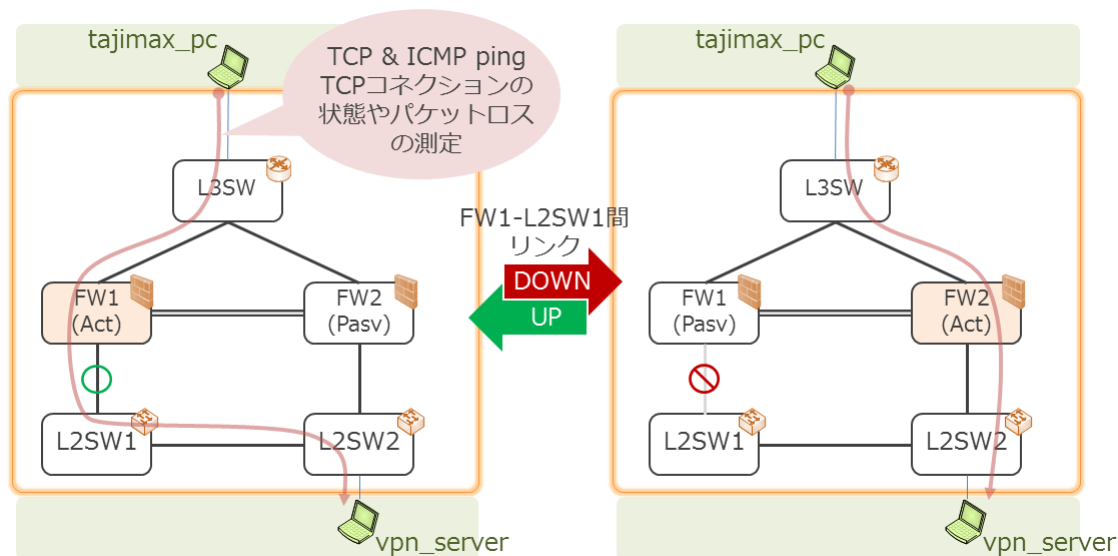 tajimax_pc
TCP & ICMP ping
TCPコネクションの
状態やパケットロス
の測定
L3SW
FW1
(Act)
FW2
(Pasv)
L2SW1
L2SW2
vpn_server
FW1-L2SW1間
リンク
DOWN
UP
tajimax_pc
L3SW
FW1
(Pasv)
FW2
(Act)
L2SW1
L2SW2
vpn_server